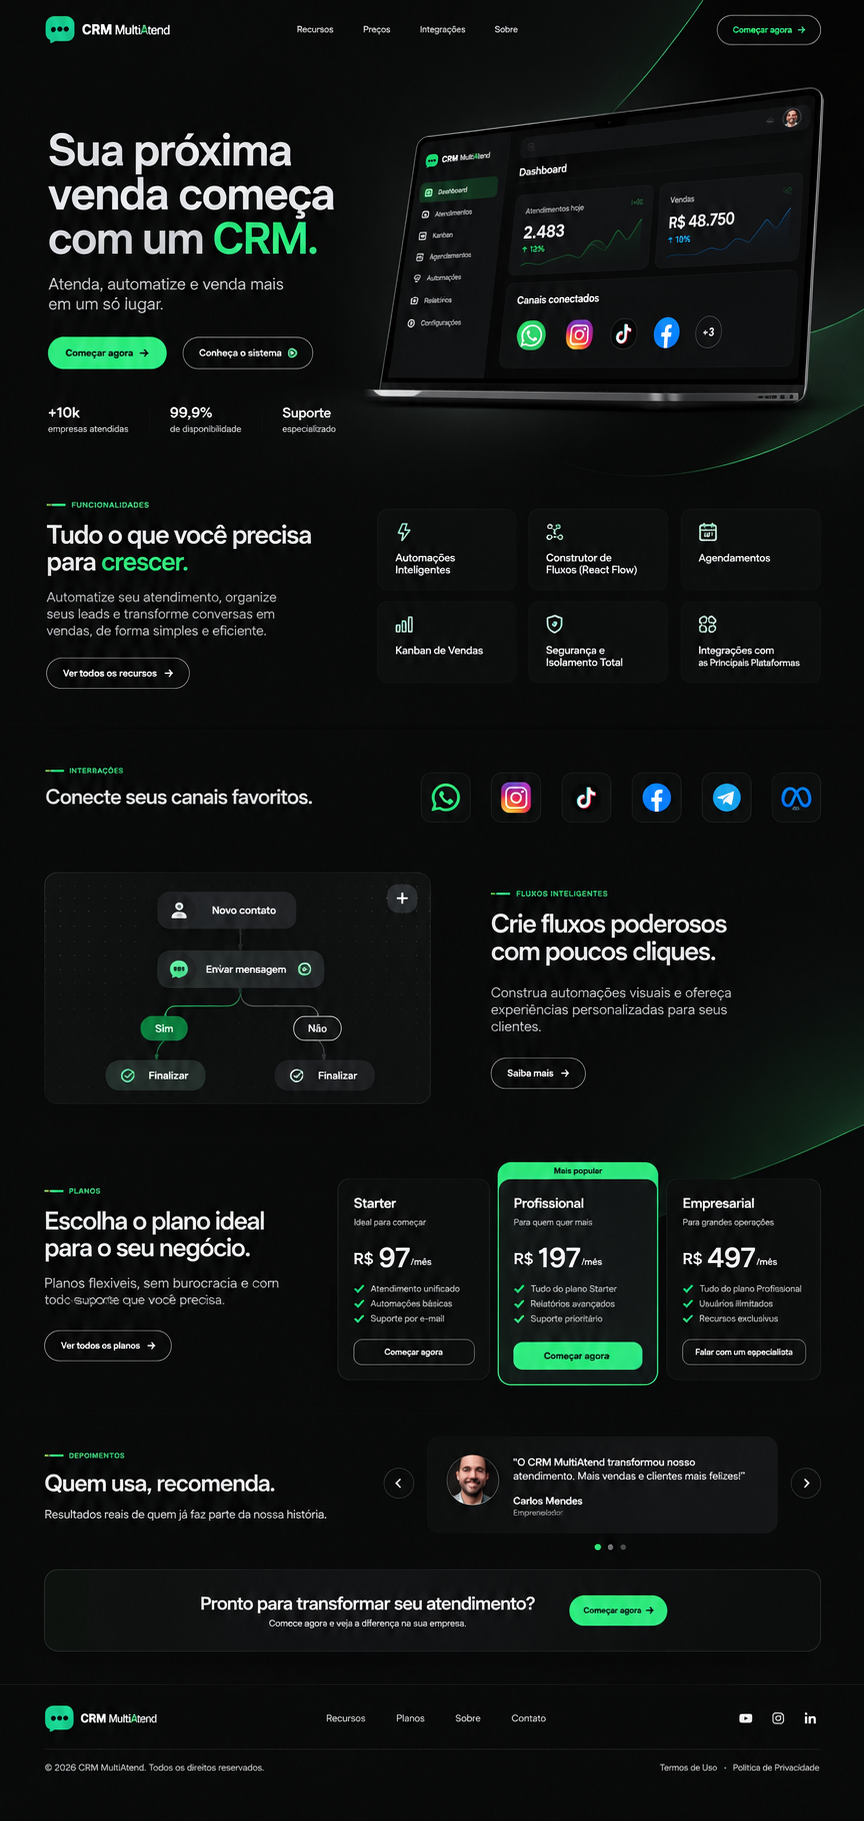 CRM MultiAtend
Recursos
Preços
Integrações
Sobre
Começar agora →
Sua próxima
venda começa
com um CRM.
Atenda, automatize e venda mais
em um só lugar.
Começar agora →
Conheça o sistema
+10k
empresas atendidas
99,9%
de disponibilidade
Suporte
especializado
CRM MultiAtend
Dashboard
Atendimentos
Kanban
Agendamentos
Automações
Relatórios
Configurações
Dashboard
Atendimentos hoje
2.483
↑ 12%
Vendas
R$ 48.750
↑ 18%
Canais conectados
+3
FUNCIONALIDADES
Tudo o que você precisa
para crescer.
Automatize seu atendimento, organize
seus leads e transforme conversas em
vendas, de forma simples e eficiente.
Ver todos os recursos →
Automações
Inteligentes
Construtor de
Fluxos (React Flow)
Agendamentos
Kanban de Vendas
Segurança e
Isolamento Total
Integrações com
as Principais Plataformas
INTERRAÇÕES
Conecte seus canais favoritos.
Novo contato
+
Enviar mensagem
Sim
Não
Finalizar
Finalizar
FLUXOS INTELIGENTES
Crie fluxos poderosos
com poucos cliques.
Construa automações visuais e ofereça
experiências personalizadas para seus
clientes.
Saiba mais →
PLANOS
Escolha o plano ideal
para o seu negócio.
Planos flexíveis, sem burocracia e com
todo suporte que você precisa.
Ver todos os planos →
Starter
Ideal para começar
R$ 97/mês
Atendimento unificado
Automações básicas
Suporte por e-mail
Começar agora
Mais popular
Profissional
Para quem quer mais
R$ 197/mês
Tudo do plano Starter
Relatórios avançados
Suporte prioritário
Começar agora
Empresarial
Para grandes operações
R$ 497/mês
Tudo do plano Profissional
Usuários ilimitados
Recursos exclusivos
Falar com um especialista
DEPOIMENTOS
Quem usa, recomenda.
Resultados reais de quem já faz parte da nossa história.
"O CRM MultiAtend transformou nosso
atendimento. Mais vendas e clientes mais felizes!"
Carlos Mendes
Pronto para transformar seu atendimento?
Comece agora e veja a diferença na sua empresa.
Começar agora →
CRM MultiAtend
Recursos
Planos
Sobre
Contato
© 2026 CRM MultiAtend. Todos os direitos reservados.
Termos de Uso • Política de Privacidade